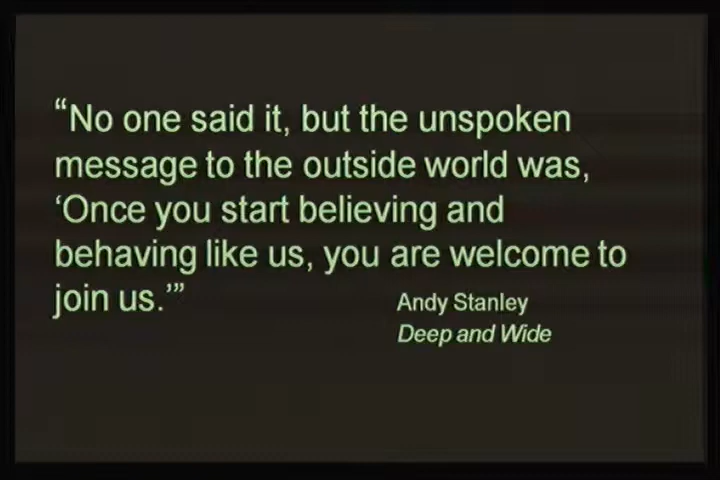 “No one said it, but the unspoken
message to the outside world was,
‘Once you start believing and
behaving like us, you are welcome to
join us.’”
Andy Stanley
Deep and Wide